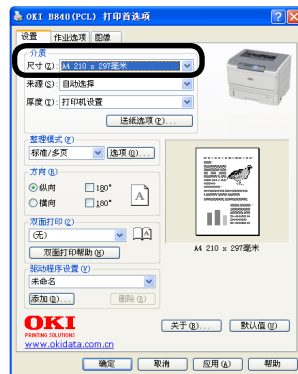 OKI B840(PCL) 打印首选项
设置 作业选项 图像
介质
尺寸(Z): A4 210 x 297毫米
来源(S): 自动选择
厚度(T): 打印机设置
送纸选项(P)...
整理模式(F)
标准/多页 选项(O)...
方向(R)
纵向 180°
横向 180°
A
双面打印(2)
(无)
双面打印帮助(H)
A4 210 x 297毫米
驱动程序设置(V)
未命名
添加(D)... 删除(E)
OKI
PRINTING SOLUTIONS
www.okidata.com.cn
关于(B)... 默认值(U)
确定 取消 应用(A) 帮助